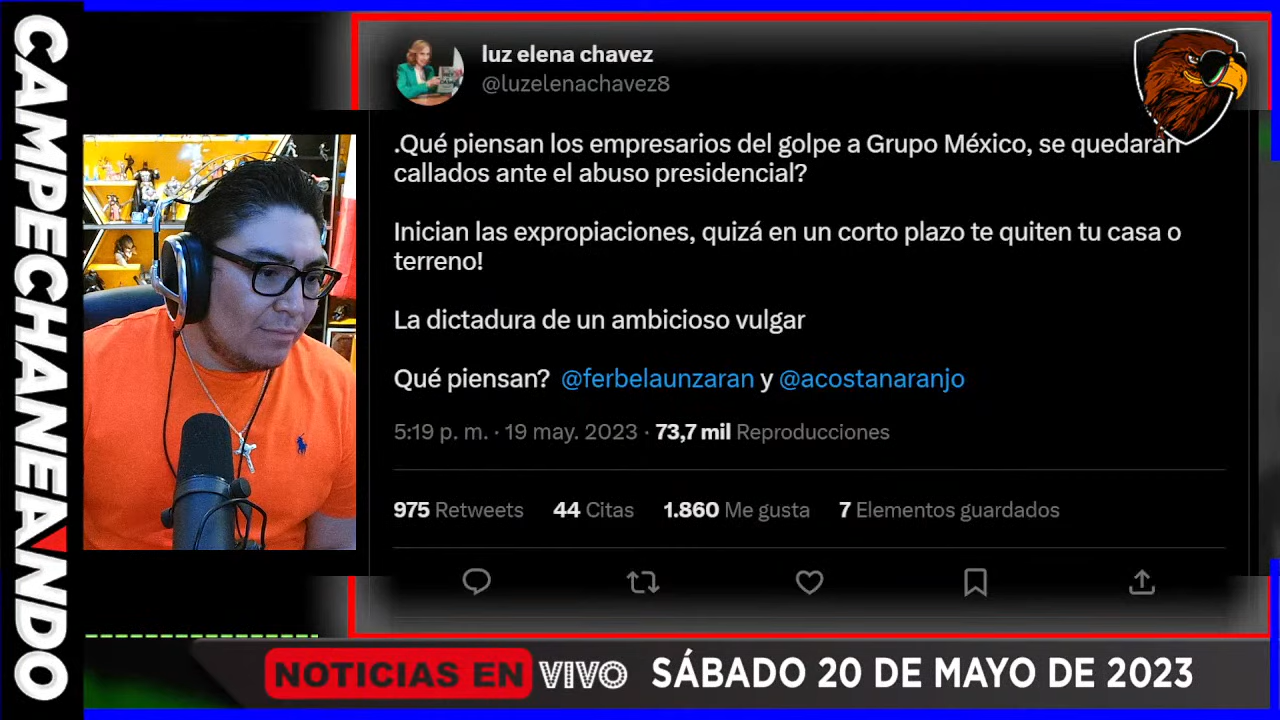 CAMPECHANEANDO
luz elena chavez
@luzelenachavez8
.Qué piensan los empresarios del golpe a Grupo México, se quedarán
callados ante el abuso presidencial?
Inician las expropiaciones, quizá en un corto plazo te quiten tu casa o
terreno!
La dictadura de un ambicioso vulgar
Qué piensan? @ferbelaunzaran y @acostanaranjo
5:19 p. m. · 19 may. 2023 · 73,7 mil Reproducciones
975 Retweets 44 Citas 1.860 Me gusta 7 Elementos guardados
NOTICIAS EN VIVO SÁBADO 20 DE MAYO DE 2023